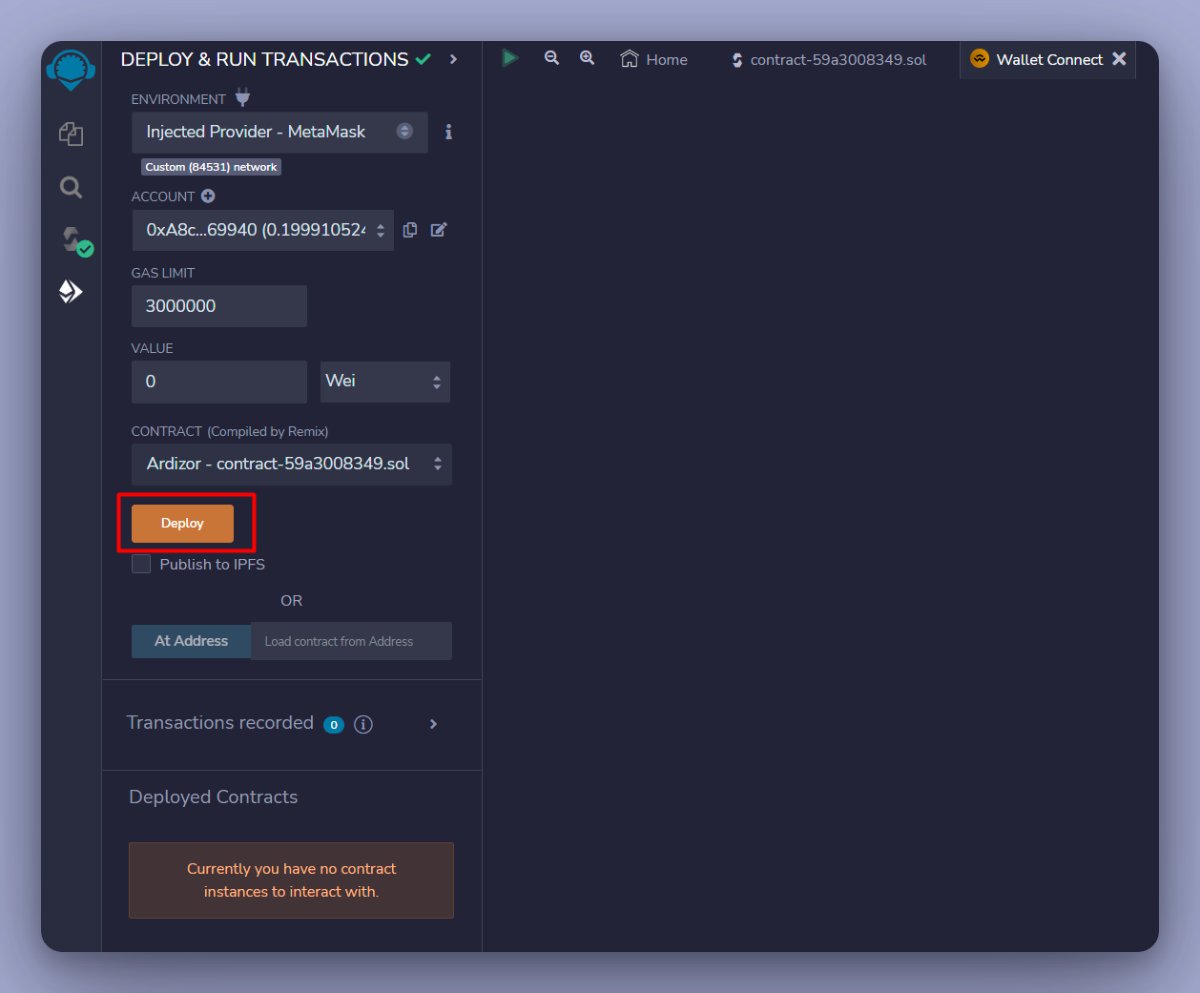 DEPLOY & RUN TRANSACTIONS
ENVIRONMENT
Injected Provider - MetaMask
Custom (84531) network
ACCOUNT
0xA8c...69940 (0.199910524
GAS LIMIT
3000000
VALUE
0 Wei
CONTRACT (Compiled by Remix)
Ardizor - contract-59a3008349.sol
Deploy
Publish to IPFS
OR
At Address Load contract from Address
Transactions recorded 0
Deployed Contracts
Currently you have no contract
instances to interact with.
Home contract-59a3008349.sol Wallet Connect